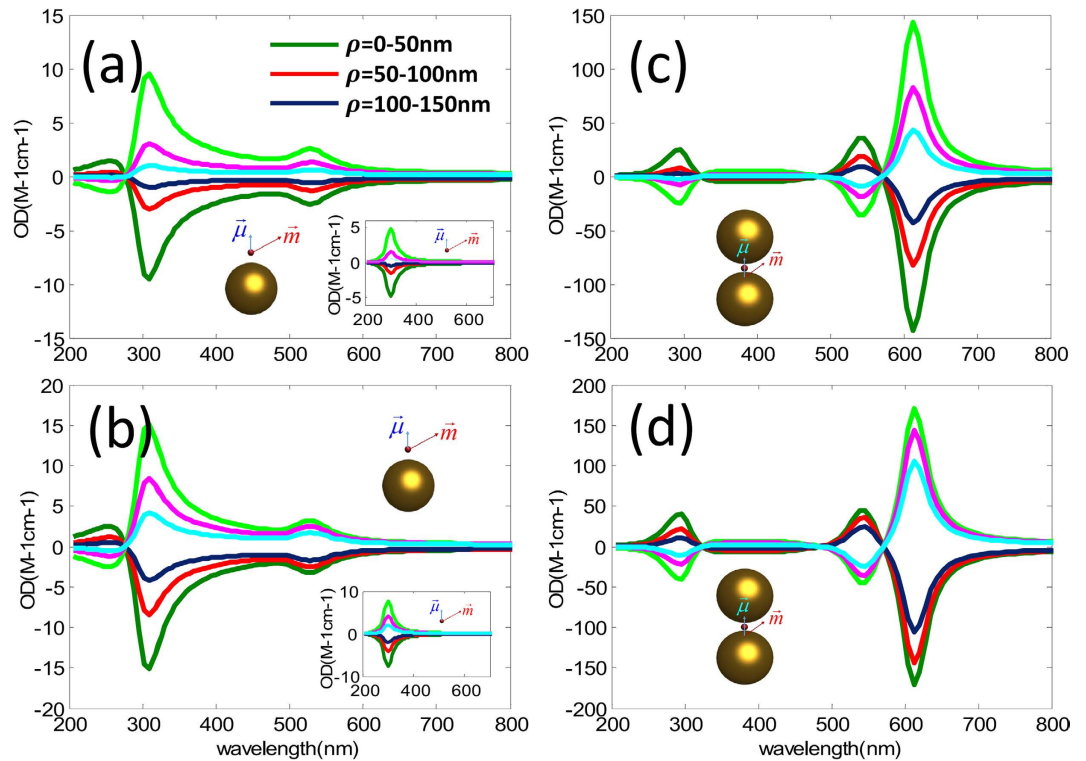 (a)
OD(M-1cm-1)
15
10
5
0
-5
-10
-15
200 300 400 500 600 700 800
ρ=0-50nm
ρ=50-100nm
ρ=100-150nm
μ⃗
m⃗
OD(M-1cm-1)
5
0
-5
200 400 600
μ⃗
m⃗
(c)
OD(M-1cm-1)
150
100
50
0
-50
-100
-150
200 300 400 500 600 700 800
μ⃗
m⃗
(b)
OD(M-1cm-1)
20
15
10
5
0
-5
-10
-15
-20
200 300 400 500 600 700 800
wavelength(nm)
μ⃗
m⃗
OD(M-1cm-1)
10
0
-10
200 400 600
μ⃗
m⃗
(d)
OD(M-1cm-1)
200
150
100
50
0
-50
-100
-150
-200
200 300 400 500 600 700 800
wavelength(nm)
μ⃗
m⃗